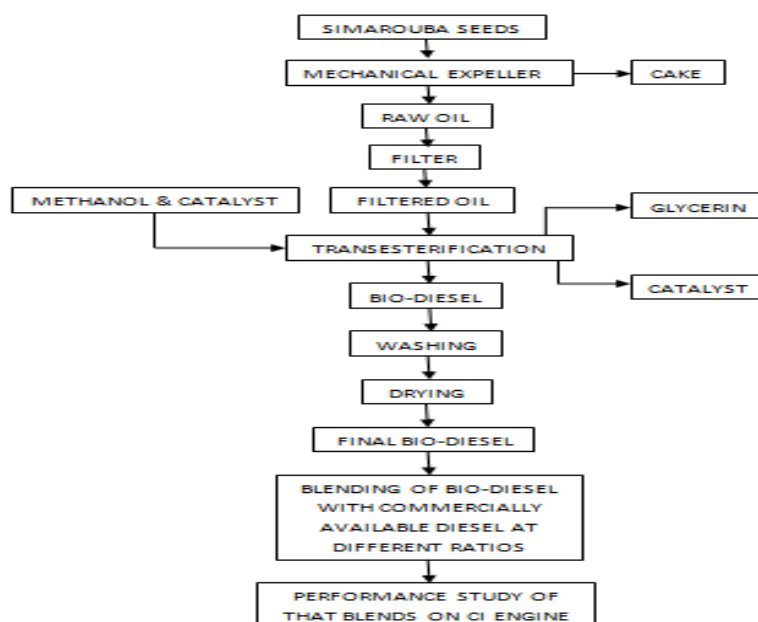 SIMAROUBA SEEDS
MECHANICAL EXPELLER
CAKE
RAW OIL
FILTER
METHANOL & CATALYST
FILTERED OIL
GLYCERIN
TRANSESTERIFICATION
CATALYST
BIO-DIESEL
WASHING
DRYING
FINAL BIO-DIESEL
BLENDING OF BIO-DIESEL
WITH COMMERCIALLY
AVAILABLE DIESEL AT
DIFFERENT RATIOS
PERFORMANCE STUDY OF
THAT BLENDS ON CI ENGINE